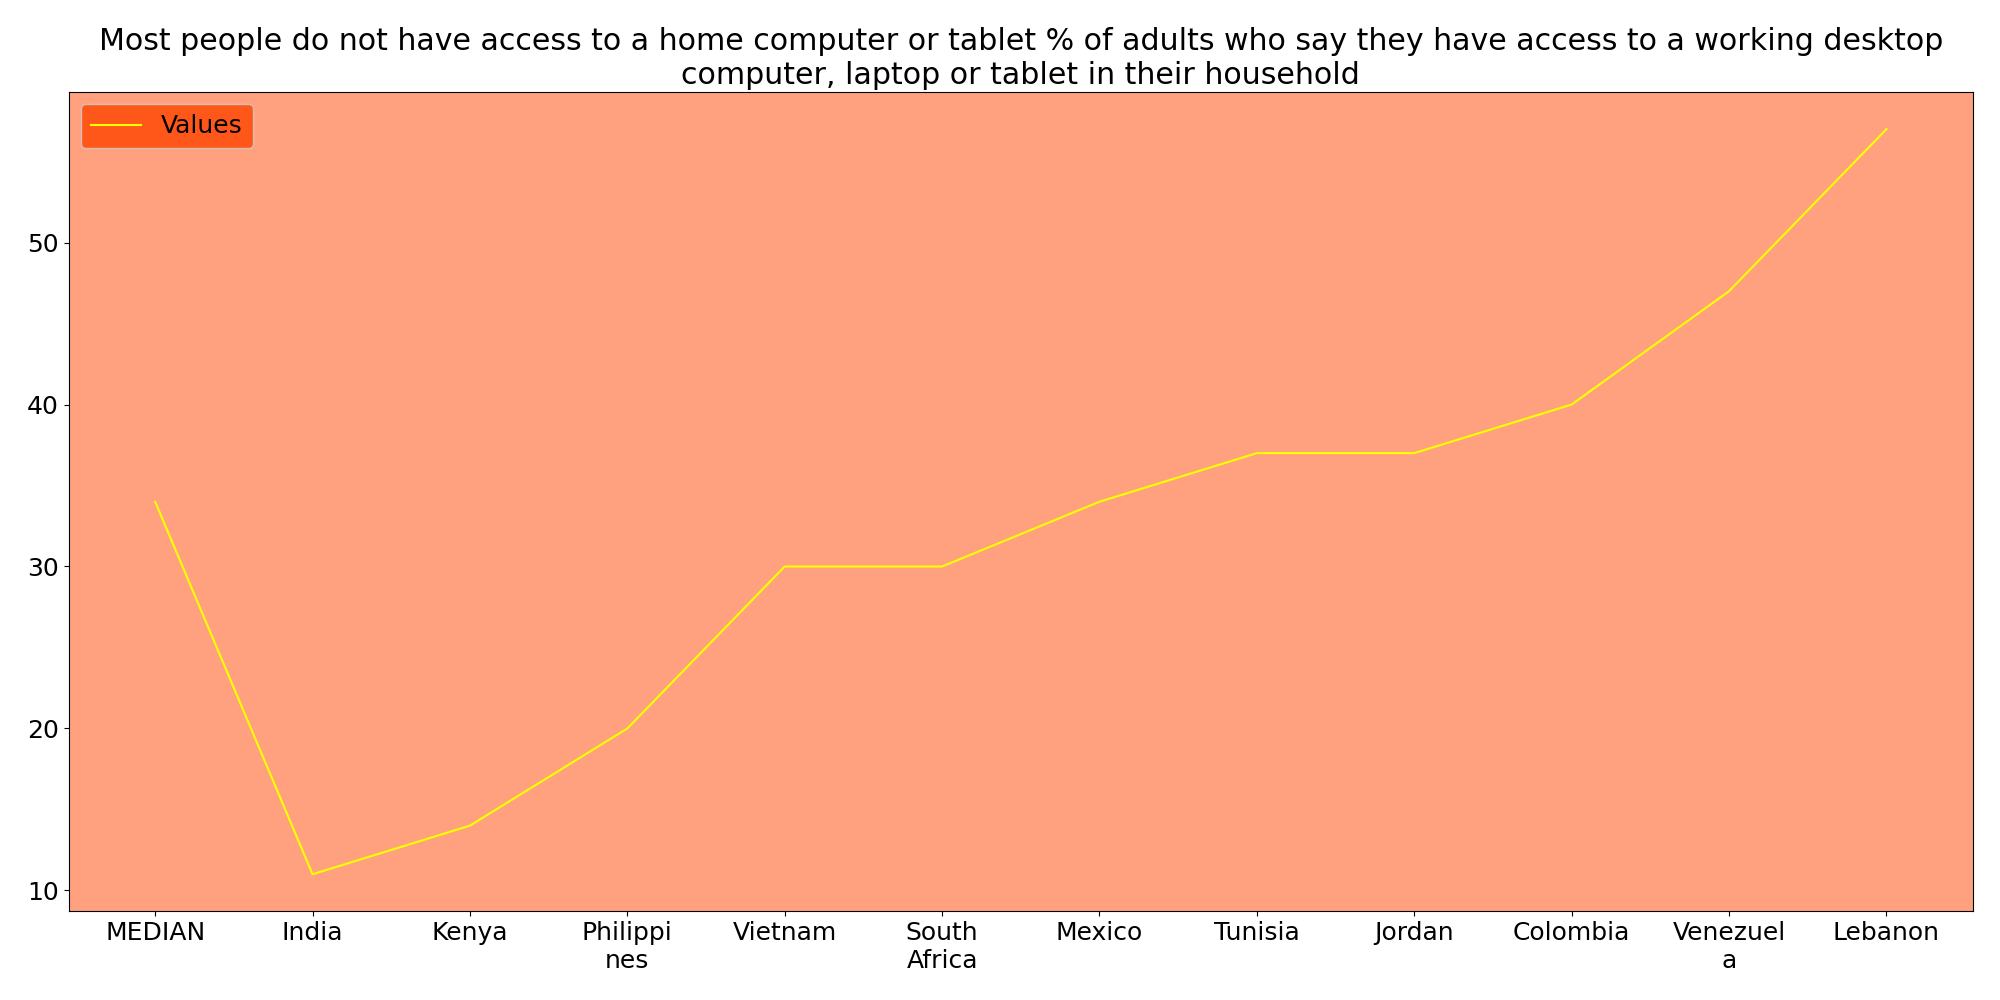 Most people do not have access to a home computer or tablet % of adults who say they have access to a working desktop
computer, laptop or tablet in their household
Values
50
40
30
20
10
MEDIAN
India
Kenya
Philippi
nes
Vietnam
South
Africa
Mexico
Tunisia
Jordan
Colombia
Venezuel
a
Lebanon